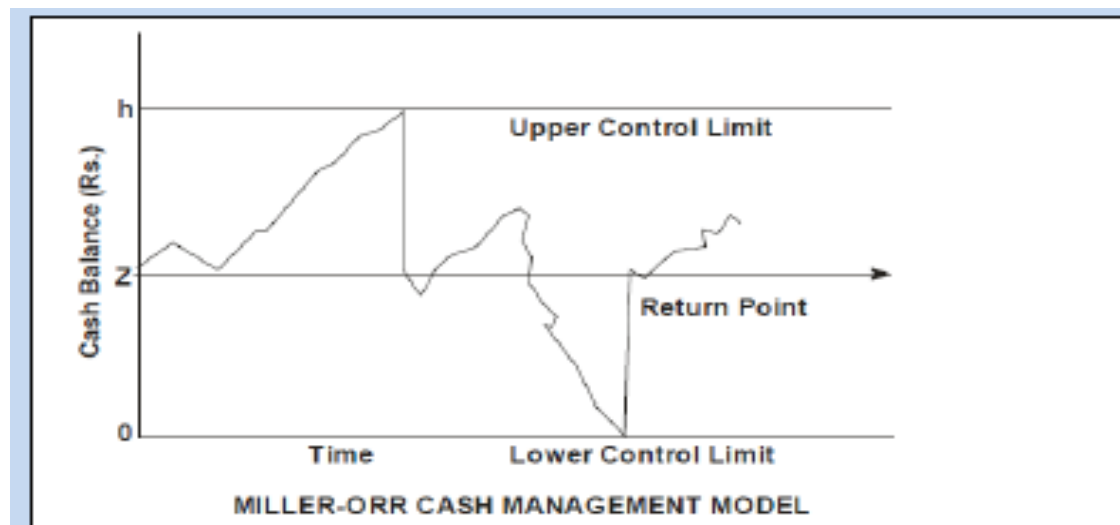 h
Upper Control Limit
Cash Balance (Rs.)
Z
Return Point
0
Time
Lower Control Limit
MILLER-ORR CASH MANAGEMENT MODEL